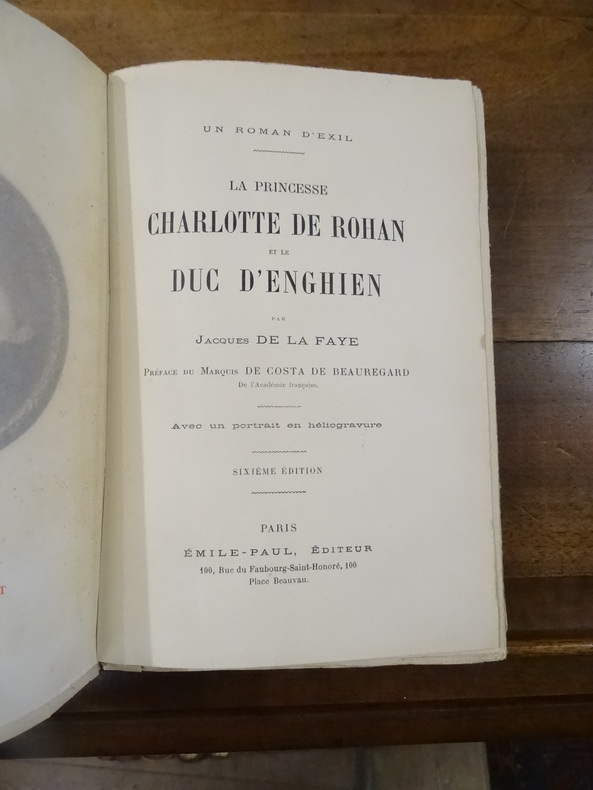 UN ROMAN D'EXIL
LA PRINCESSE
CHARLOTTE DE ROHAN
ET LE
DUC D'ENGHIEN
PAR
JACQUES DE LA FAYE
PRÉFACE DU MARQUIS DE COSTA DE BEAUREGARD
De l'Académie française.
Avec un portrait en héliogravure
SIXIÈME ÉDITION
PARIS
ÉMILE-PAUL, ÉDITEUR
100, Rue du Faubourg-Saint-Honoré, 100
Place Beauvau.